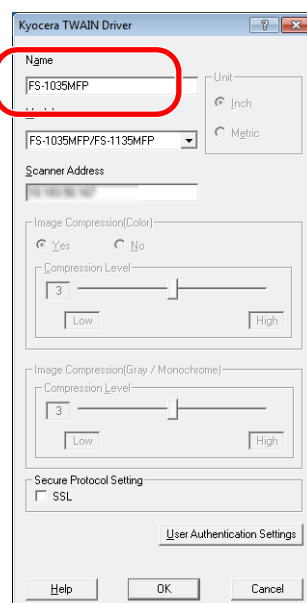 Kyocera TWAIN Driver
Name
Unit
FS-1035MFP
Inch
Metric
FS-1035MFP/FS-1135MFP
Scanner Address
Image Compression(Color)
Yes No
Compression Level
3
Low High
Image Compression(Gray / Monochrome)
Compression Level
3
Low High
Secure Protocol Setting
SSL
User Authentication Settings
Help OK Cancel